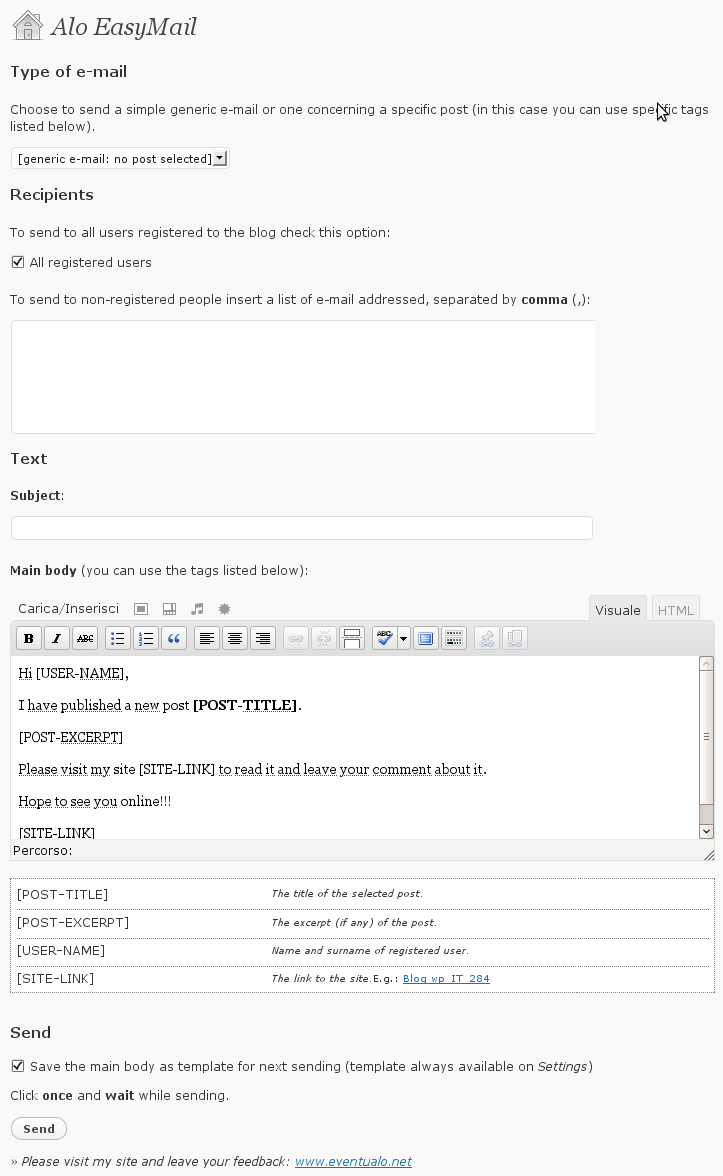 Alo EasyMail
Type of e-mail
Choose to send a simple generic e-mail or one concerning a specific post (in this case you can use specific tags
listed below).
[generic e-mail: no post selected]
Recipients
To send to all users registered to the blog check this option:
All registered users
To send to non-registered people insert a list of e-mail addressed, separated by comma (,):
Text
Subject:
Main body (you can use the tags listed below):
Carica/Inserisci
Visuale HTML
B I ABC ABC
Hi [USER-NAME],
I have published a new post [POST-TITLE].
[POST-EXCERPT]
Please visit my site [SITE-LINK] to read it and leave your comment about it.
Hope to see you online!!!
[SITE-LINK]
Percorso:
[POST-TITLE] The title of the selected post.
[POST-EXCERPT] The excerpt (if any) of the post.
[USER-NAME] Name and surname of registered user.
[SITE-LINK] The link to the site.E.g.: Blog wp IT 284
Send
Save the main body as template for next sending (template always available on Settings)
Click once and wait while sending.
Send
» Please visit my site and leave your feedback: www.eventualo.net